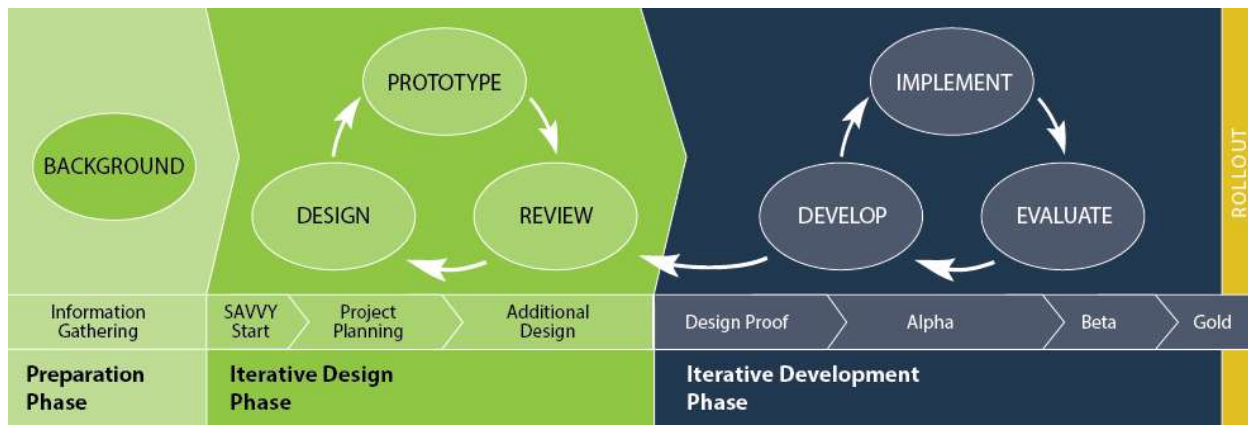 PROTOTYPE
IMPLEMENT
BACKGROUND
DESIGN
REVIEW
DEVELOP
EVALUATE
ROLLOUT
Information
Gathering
SAVVY
Start
Project
Planning
Additional
Design
Design Proof
Alpha
Beta
Gold
Preparation
Phase
Iterative Design
Phase
Iterative Development
Phase